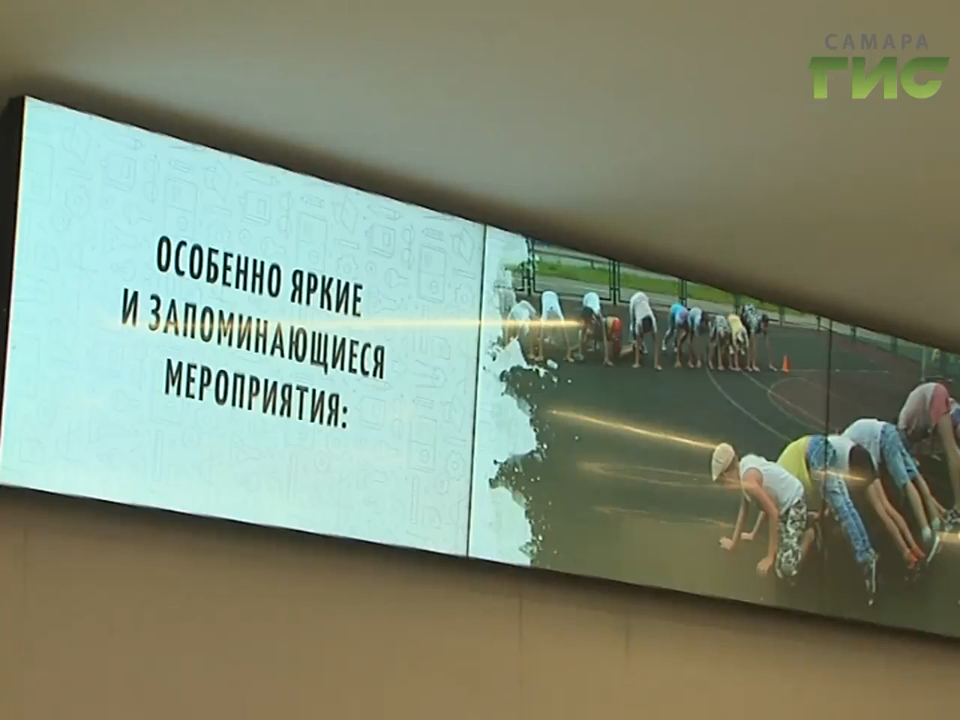 САМАРА
ГИС
ОСОБЕННО ЯРКИЕ
И ЗАПОМИНАЮЩИЕСЯ
МЕРОПРИЯТИЯ: